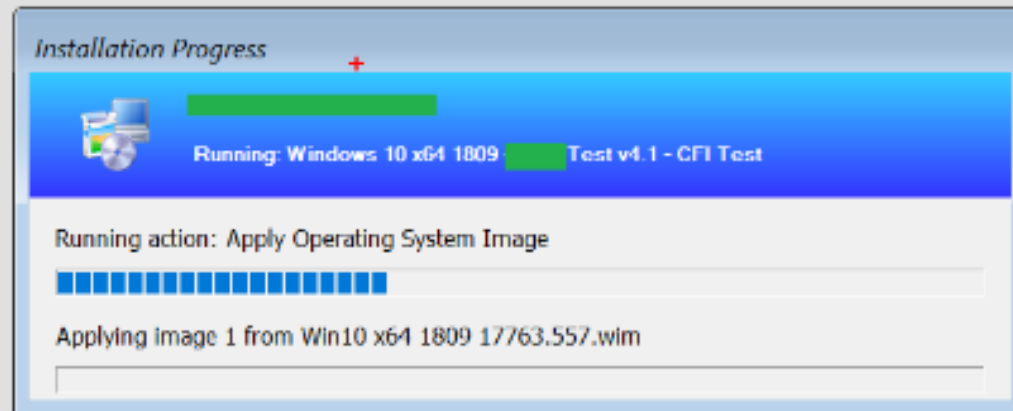 Installation Progress
Running: Windows 10 x64 1809 - Test v4.1 - CFI Test
Running action: Apply Operating System Image
Applying image 1 from Win10 x64 1809 17763.557.wim